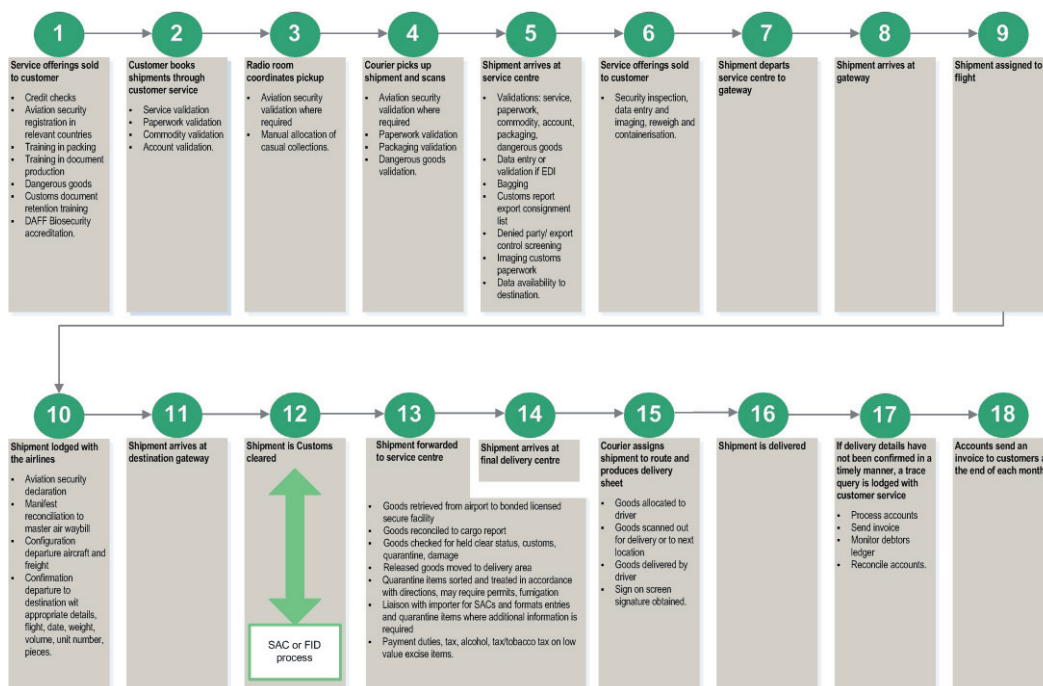 1
2
3
4
5
6
7
8
9
Service offerings sold
to customer
• Credit checks
• Aviation security
registration in
relevant countries
• Training in packing
• Training in document
production
• Dangerous goods
• Customs document
retention training
• DAFF Biosecurity
accreditation.
Customer books
shipments through
customer service
• Service validation
• Paperwork validation
• Commodity validation
• Account validation.
Radio room
coordinates pickup
• Aviation security
validation where
required
• Manual allocation of
casual collections.
Courier picks up
shipment and scans
• Aviation security
validation where
required
• Paperwork validation
• Packaging validation
• Dangerous goods
validation.
Shipment arrives at
service centre
• Validations: service,
paperwork,
commodity, account,
packaging,
dangerous goods
• Data entry or
validation if EDI
• Bagging
• Customs report
export consignment
list
• Denied party/ export
control screening
• Imaging customs
paperwork
• Data availability to
destination.
Service offerings sold
to customer
• Security inspection,
data entry and
imaging, reweigh and
containerisation.
Shipment departs
service centre to
gateway
Shipment arrives at
gateway
Shipment assigned to
flight
10
11
12
13
14
15
16
17
18
Shipment lodged with
the airlines
• Aviation security
declaration
• Manifest
reconciliation to
master air waybill
• Configuration
departure aircraft and
freight
• Confirmation
departure to
destination wit
appropriate details,
flight, date, weight,
volume, unit number,
pieces.
Shipment arrives at
destination gateway
Shipment is Customs
cleared
SAC or FID
process
Shipment forwarded
to service centre
Shipment arrives at
final delivery centre
• Goods retrieved from airport to bonded licensed
secure facility
• Goods reconciled to cargo report
• Goods checked for held clear status, customs,
quarantine, damage
• Released goods moved to delivery area
• Quarantine items sorted and treated in accordance
with directions, may require permits, fumigation
• Liaison with importer for SACs and formats entries
and quarantine items where additional information is
required
• Payment duties, tax, alcohol, tax/tobacco tax on low
value excise items.
Courier assigns
shipment to route and
produces delivery
sheet
• Goods allocated to
driver
• Goods scanned out
for delivery or to next
location
• Goods delivered by
driver
• Sign on screen
signature obtained.
Shipment is delivered
If delivery details have
not been confirmed in a
timely manner, a trace
query is lodged with
customer service
• Process accounts
• Send invoice
• Monitor debtors
ledger
• Reconcile accounts.
Accounts send an
invoice to customers a
the end of each month